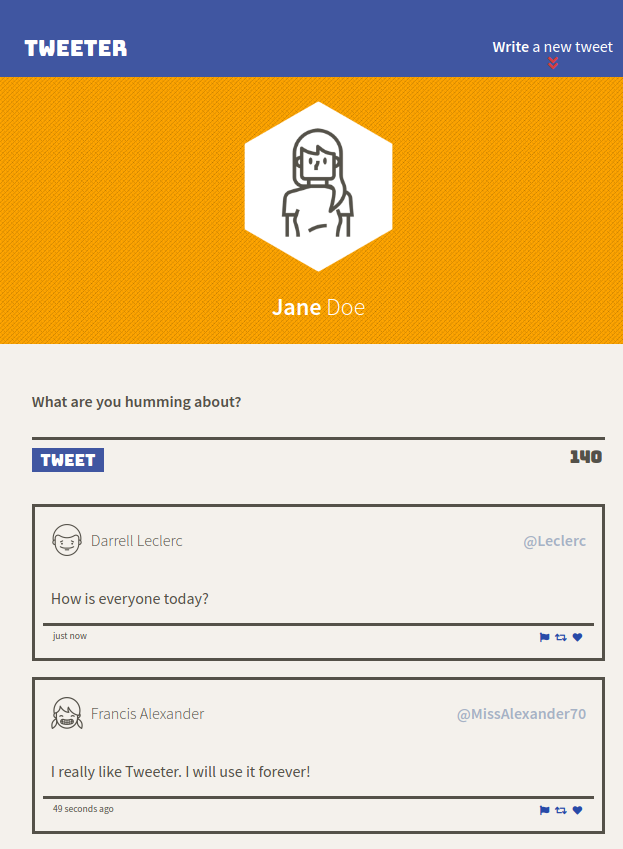 TWEETER
Write a new tweet
Jane Doe
What are you humming about?
TWEET
140
Darrell Leclerc
@Leclerc
How is everyone today?
just now
Francis Alexander
@MissAlexander70
I really like Tweeter. I will use it forever!
49 seconds ago